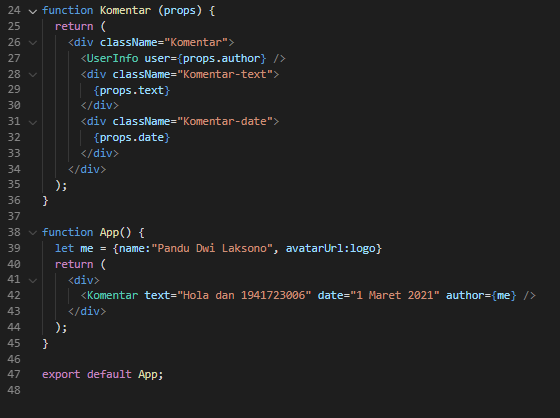 24 function Komentar (props) {
25   return (
26     <div className="Komentar">
27       <UserInfo user={props.author} />
28       <div className="Komentar-text">
29         {props.text}
30       </div>
31       <div className="Komentar-date">
32         {props.date}
33       </div>
34     </div>
35   );
36 }
37
38 function App() {
39   let me = {name:"Pandu Dwi Laksono", avatarUrl:logo}
40   return (
41     <div>
42       <Komentar text="Hola dan 1941723006" date="1 Maret 2021" author={me} />
43     </div>
44   );
45 }
46
47 export default App;
48